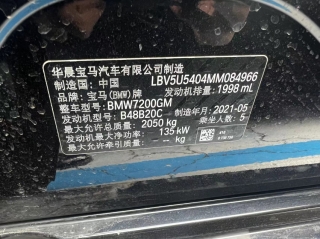 华晨宝马汽车有限公司制造
制造国：中国 LBV5U5404MM084966
品牌：宝马(BMW)牌 发动机排量：1998 mL
整车型号：BMW7200GM
发动机型号：B48B20C 制造年月：2021-05
最大允许总质量：2050 kg 乘坐人数：5
发动机最大净功率：135 kW
最大允许牵引质量：-- kg